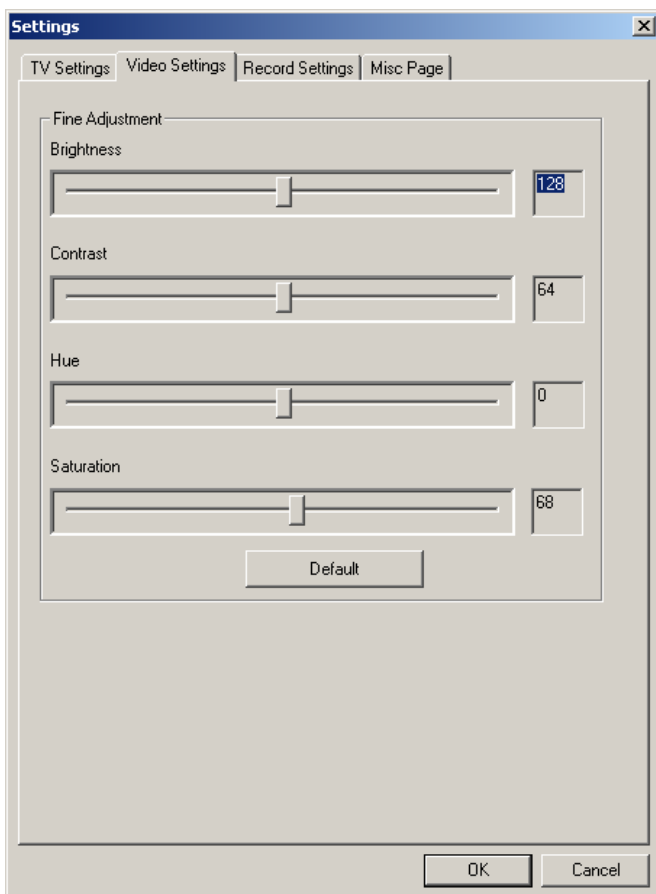 Settings
TV Settings Video Settings Record Settings Misc Page
Fine Adjustment
Brightness
128
Contrast
64
Hue
0
Saturation
68
Default
OK Cancel